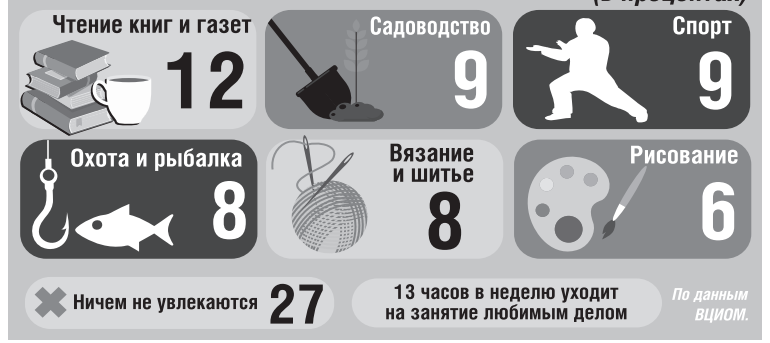 (в процентах)
Чтение книг и газет
12
Садоводство
9
Спорт
9
Охота и рыбалка
8
Вязание
и шитье
8
Рисование
6
Ничем не увлекаются 27
13 часов в неделю уходит
на занятие любимым делом
По данным
ВЦИОМ.